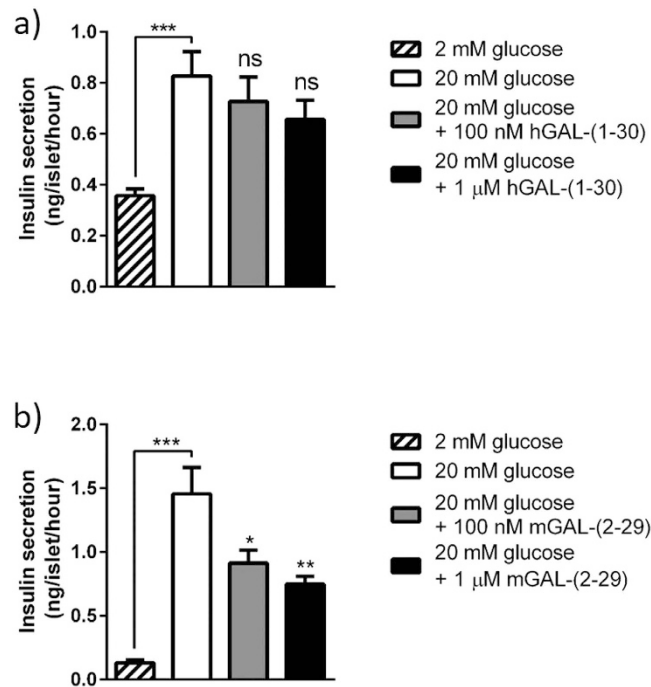 a)
Insulin secretion
(ng/islet/hour)
1.0
0.8
0.6
0.4
0.2
0.0
***
ns
ns
2 mM glucose
20 mM glucose
20 mM glucose
+ 100 nM hGAL-(1-30)
20 mM glucose
+ 1 μM hGAL-(1-30)
b)
Insulin secretion
(ng/islet/hour)
2.0
1.5
1.0
0.5
0.0
***
*
**
2 mM glucose
20 mM glucose
20 mM glucose
+ 100 nM mGAL-(2-29)
20 mM glucose
+ 1 μM mGAL-(2-29)